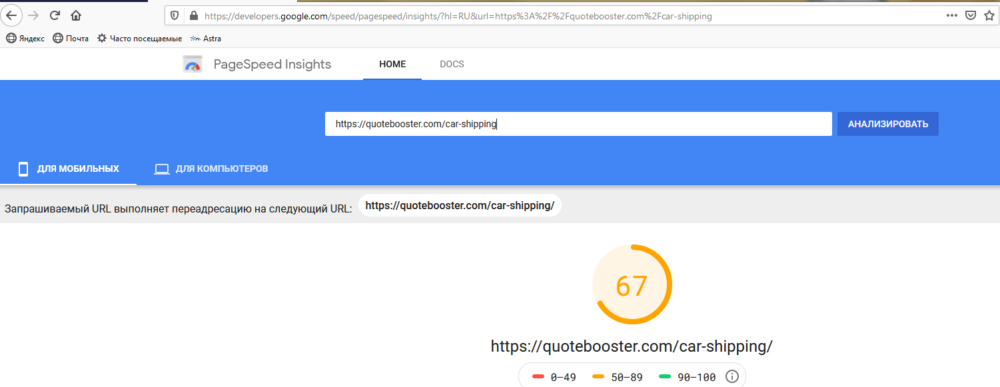 https://developers.google.com/speed/pagespeed/insights/?hl=RU&url=https%3A%2F%2Fquotebooster.com%2Fcar-shipping
Яндекс Почта Часто посещаемые Astra
PageSpeed Insights HOME DOCS
https://quotebooster.com/car-shipping АНАЛИЗИРОВАТЬ
ДЛЯ МОБИЛЬНЫХ ДЛЯ КОМПЬЮТЕРОВ
Запрашиваемый URL выполняет переадресацию на следующий URL: https://quotebooster.com/car-shipping/
67
https://quotebooster.com/car-shipping/
0–49 50–89 90–100